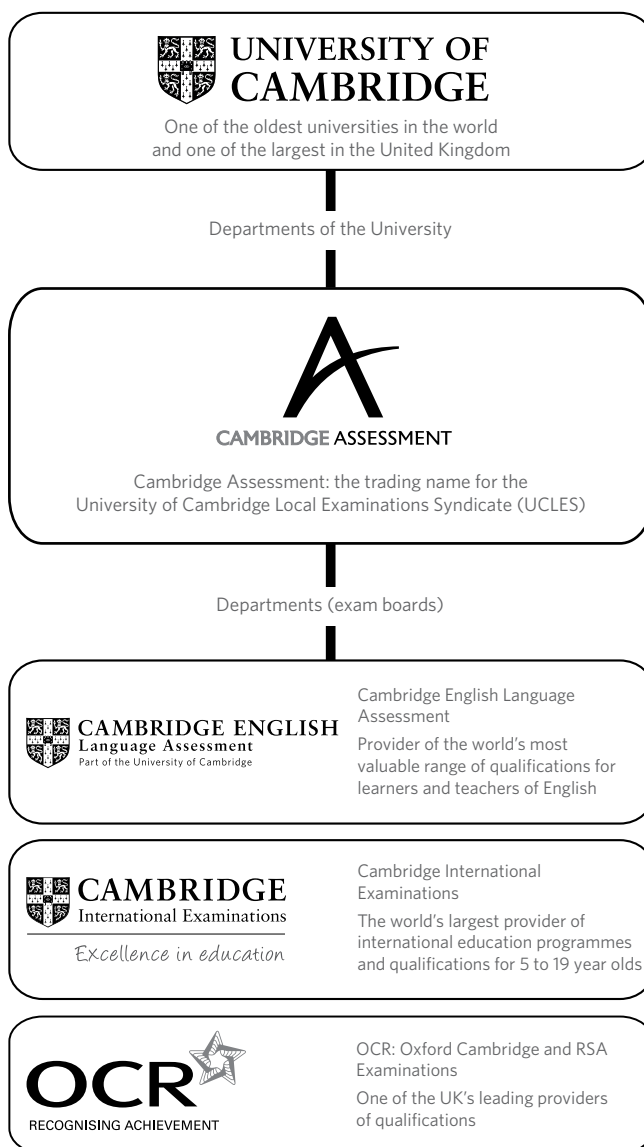 UNIVERSITY OF
CAMBRIDGE
One of the oldest universities in the world
and one of the largest in the United Kingdom
Departments of the University
CAMBRIDGE ASSESSMENT
Cambridge Assessment: the trading name for the
University of Cambridge Local Examinations Syndicate (UCLES)
Departments (exam boards)
CAMBRIDGE ENGLISH
Language Assessment
Part of the University of Cambridge
Cambridge English Language
Assessment
Provider of the world's most
valuable range of qualifications for
learners and teachers of English
CAMBRIDGE
International Examinations
Excellence in education
Cambridge International
Examinations
The world's largest provider of
international education programmes
and qualifications for 5 to 19 year olds
OCR
RECOGNISING ACHIEVEMENT
OCR: Oxford Cambridge and RSA
Examinations
One of the UK's leading providers
of qualifications